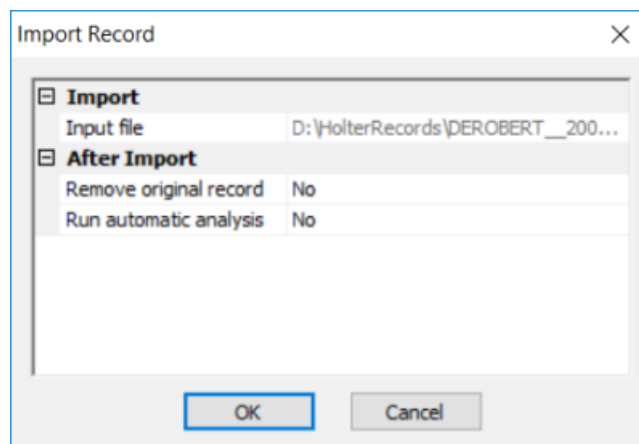 Import Record
Import
Input file D:\HolterRecords\DEROBERT__200...
After Import
Remove original record No
Run automatic analysis No
OK Cancel